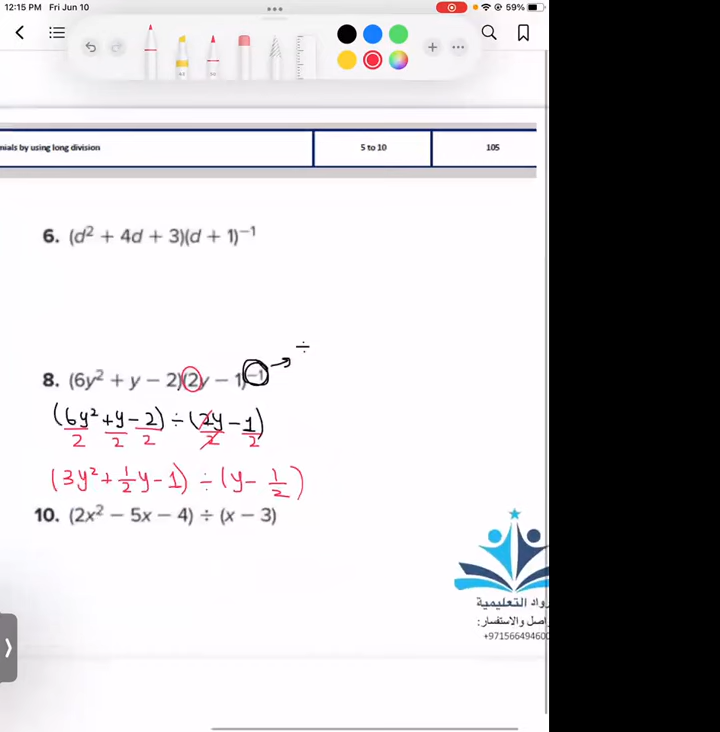 12:15 PM Fri Jun 10
59%
nials by using long division 5 to 10 105
6. (d² + 4d + 3)(d + 1)⁻¹
→ ÷
8. (6y² + y − 2)(2y − 1)⁻¹
(6y²/2 + y/2 − 2/2) ÷ (2y/2 − 1/2)
(3y² + 1/2 y − 1) ÷ (y − 1/2)
10. (2x² − 5x − 4) ÷ (x − 3)
واد التعليمية
اصل والاستفسار:
+97156649460